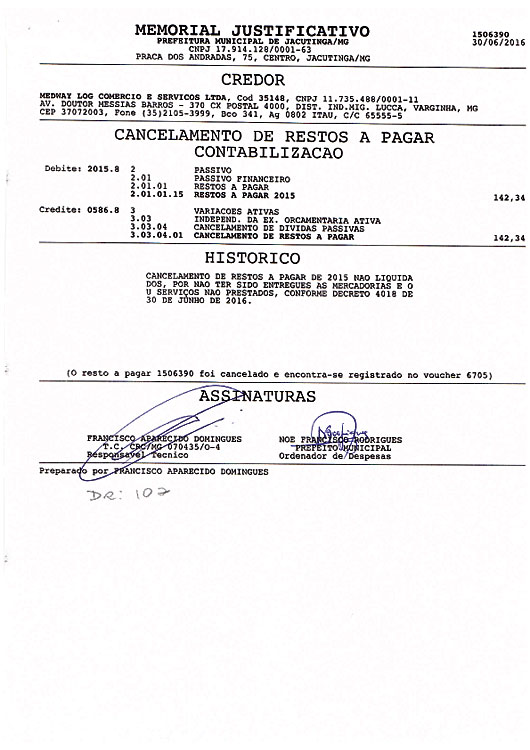 MEMORIAL JUSTIFICATIVO
1506390
PREFEITURA MUNICIPAL DE JACUTINGA/MG
30/06/2016
CNPJ 17.914.128/0001-63
PRACA DOS ANDRADAS, 75, CENTRO, JACUTINGA/MG
CREDOR
MEDWAY LOG COMERCIO E SERVICOS LTDA, Cod 35148, CNPJ 11.735.488/0001-11
AV. DOUTOR MESSIAS BARROS - 370 CX POSTAL 4000, DIST. IND.MIG. LUCCA, VARGINHA, MG
CEP 37072003, Fone (35)2105-3999, Bco 341, Ag 0802 ITAU, C/C 65555-5
CANCELAMENTO DE RESTOS A PAGAR
CONTABILIZACAO
Debite: 2015.8 2 PASSIVO
2.01 PASSIVO FINANCEIRO
2.01.01 RESTOS A PAGAR
2.01.01.15 RESTOS A PAGAR 2015 142,34
Credite: 0586.8 3 VARIACOES ATIVAS
3.03 INDEPEND. DA EX. ORCAMENTARIA ATIVA
3.03.04 CANCELAMENTO DE DIVIDAS PASSIVAS
3.03.04.01 CANCELAMENTO DE RESTOS A PAGAR 142,34
HISTORICO
CANCELAMENTO DE RESTOS A PAGAR DE 2015 NAO LIQUIDA
DOS, POR NAO TER SIDO ENTREGUES AS MERCADORIAS E O
U SERVIÇOS NAO PRESTADOS, CONFORME DECRETO 4018 DE
30 DE JUNHO DE 2016.
(O resto a pagar 1506390 foi cancelado e encontra-se registrado no voucher 6705)
ASSINATURAS
FRANCISCO APARECIDO DOMINGUES NOE FRANCISCO RODRIGUES
T.C. CRC/MG 070435/O-4 PREFEITO MUNICIPAL
Responsavel Tecnico Ordenador de Despesas
Preparado por FRANCISCO APARECIDO DOMINGUES
DR: 102